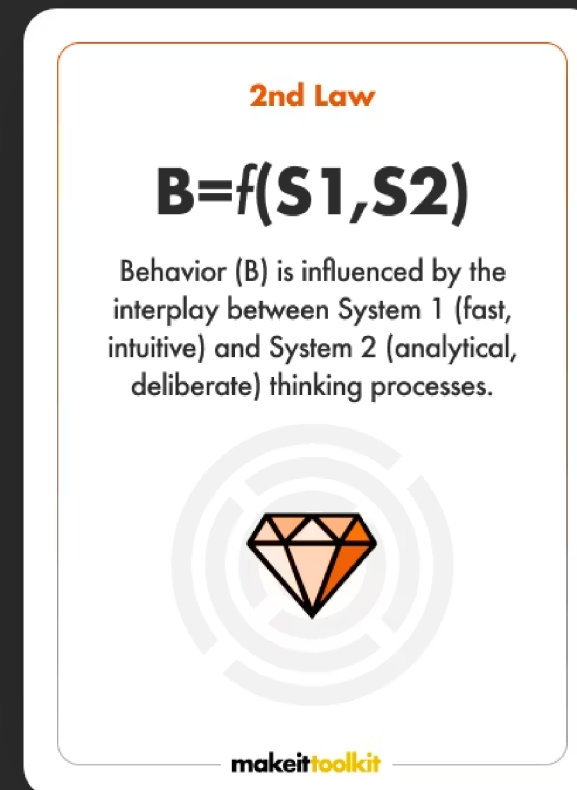 2nd Law
B=f(S1,S2)
Behavior (B) is influenced by the
interplay between System 1 (fast,
intuitive) and System 2 (analytical,
deliberate) thinking processes.
makeittoolkit